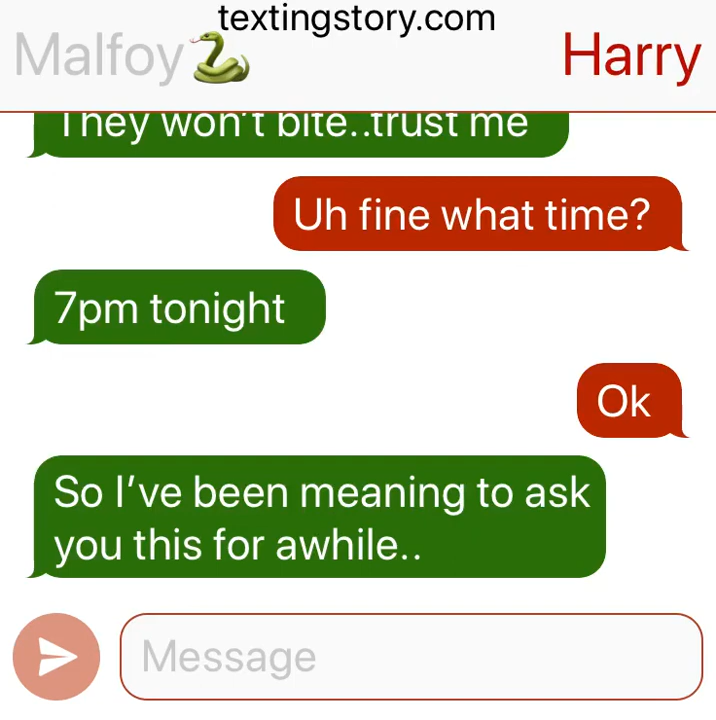 textingstory.com
Malfoy🐍
Harry
They won't bite..trust me
Uh fine what time?
7pm tonight
Ok
So I've been meaning to ask
you this for awhile..
Message